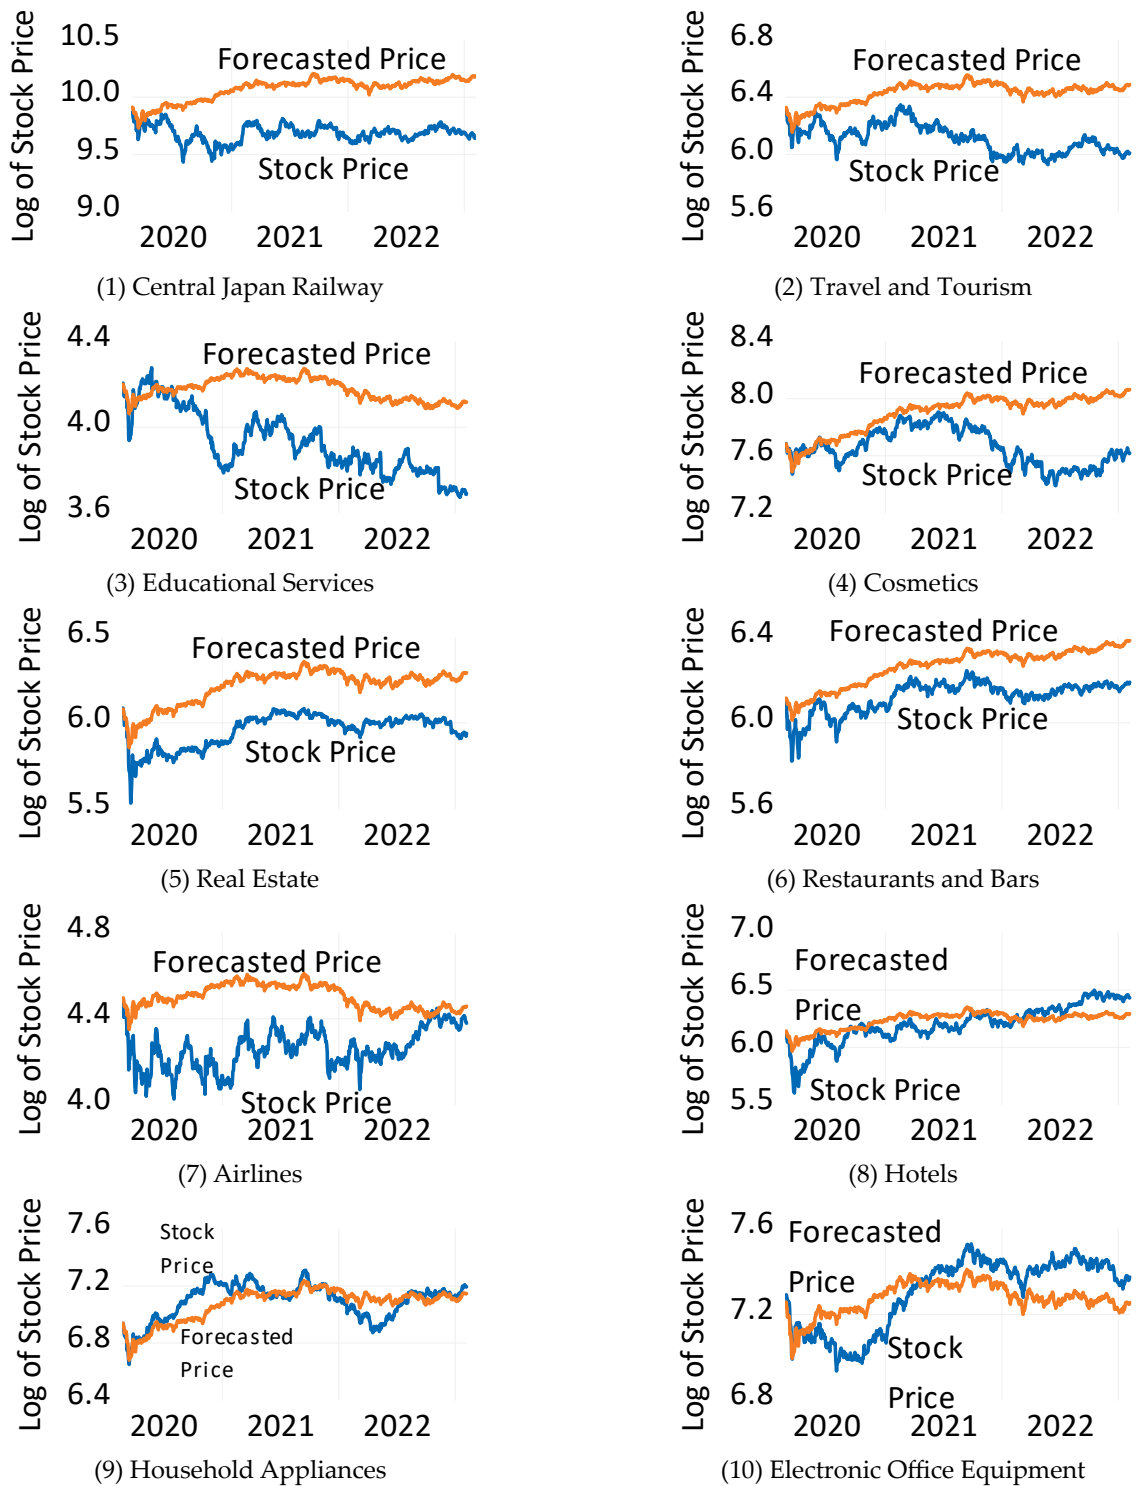 Log of Stock Price
10.5
10.0
9.5
9.0
Forecasted Price
Stock Price
2020 2021 2022
(1) Central Japan Railway
Log of Stock Price
6.8
6.4
6.0
5.6
Forecasted Price
Stock Price
2020 2021 2022
(2) Travel and Tourism
Log of Stock Price
4.4
4.0
3.6
Forecasted Price
Stock Price
2020 2021 2022
(3) Educational Services
Log of Stock Price
8.4
8.0
7.6
7.2
Forecasted Price
Stock Price
2020 2021 2022
(4) Cosmetics
Log of Stock Price
6.5
6.0
5.5
Forecasted Price
Stock Price
2020 2021 2022
(5) Real Estate
Log of Stock Price
6.4
6.0
5.6
Forecasted Price
Stock Price
2020 2021 2022
(6) Restaurants and Bars
Log of Stock Price
4.8
4.4
4.0
Forecasted Price
Stock Price
2020 2021 2022
(7) Airlines
Log of Stock Price
7.0
6.5
6.0
5.5
Forecasted
Price
Stock Price
2020 2021 2022
(8) Hotels
Log of Stock Price
7.6
7.2
6.8
6.4
Stock
Price
Forecasted
Price
2020 2021 2022
(9) Household Appliances
Log of Stock Price
7.6
7.2
6.8
Forecasted
Price
Stock
Price
2020 2021 2022
(10) Electronic Office Equipment